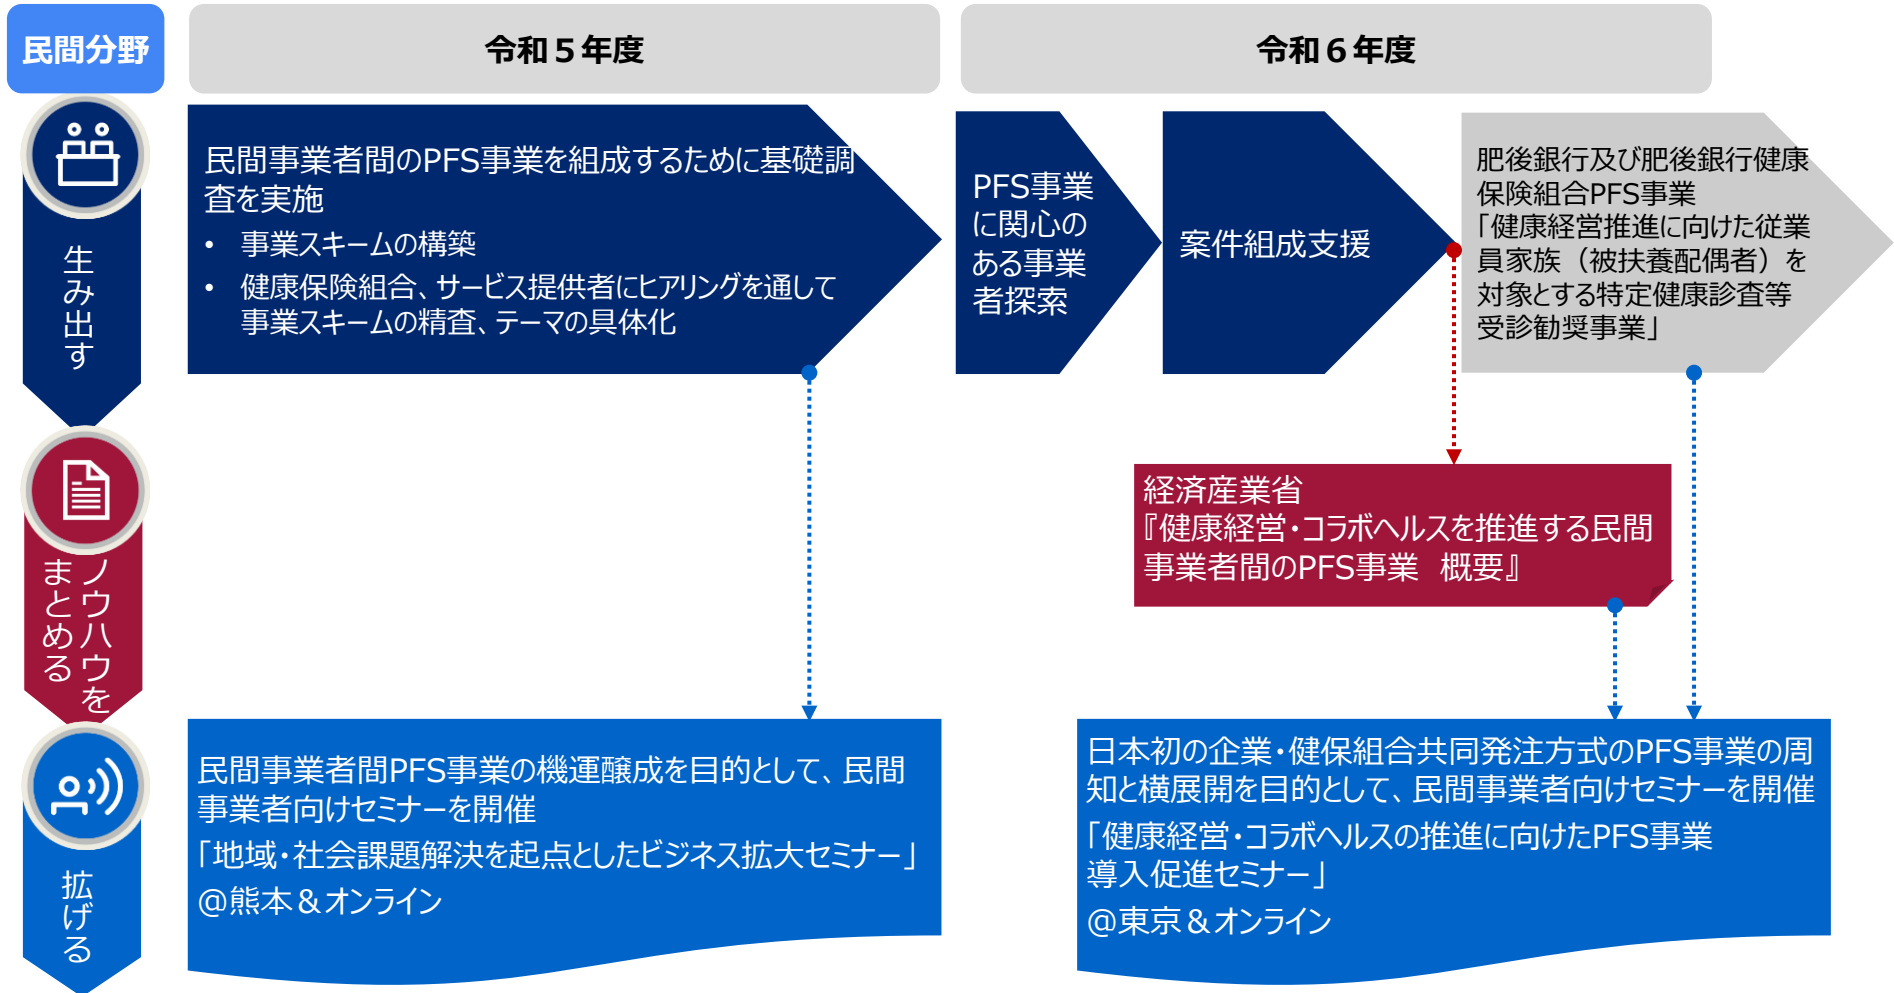 民間分野
令和５年度
令和６年度
生み出す
民間事業者間のPFS事業を組成するために基礎調
査を実施
• 事業スキームの構築
• 健康保険組合、サービス提供者にヒアリングを通して
事業スキームの精査、テーマの具体化
PFS事業
に関心の
ある事業
者探索
案件組成支援
肥後銀行及び肥後銀行健康
保険組合PFS事業
「健康経営推進に向けた従業
員家族（被扶養配偶者）を
対象とする特定健康診査等
受診勧奨事業」
ノウハウを
まとめる
経済産業省
『健康経営・コラボヘルスを推進する民間
事業者間のPFS事業　概要』
拡げる
民間事業者間PFS事業の機運醸成を目的として、民間
事業者向けセミナーを開催
「地域・社会課題解決を起点としたビジネス拡大セミナー」
@熊本＆オンライン
日本初の企業・健保組合共同発注方式のPFS事業の周
知と横展開を目的として、民間事業者向けセミナーを開催
「健康経営・コラボヘルスの推進に向けたPFS事業
導入促進セミナー」
@東京＆オンライン